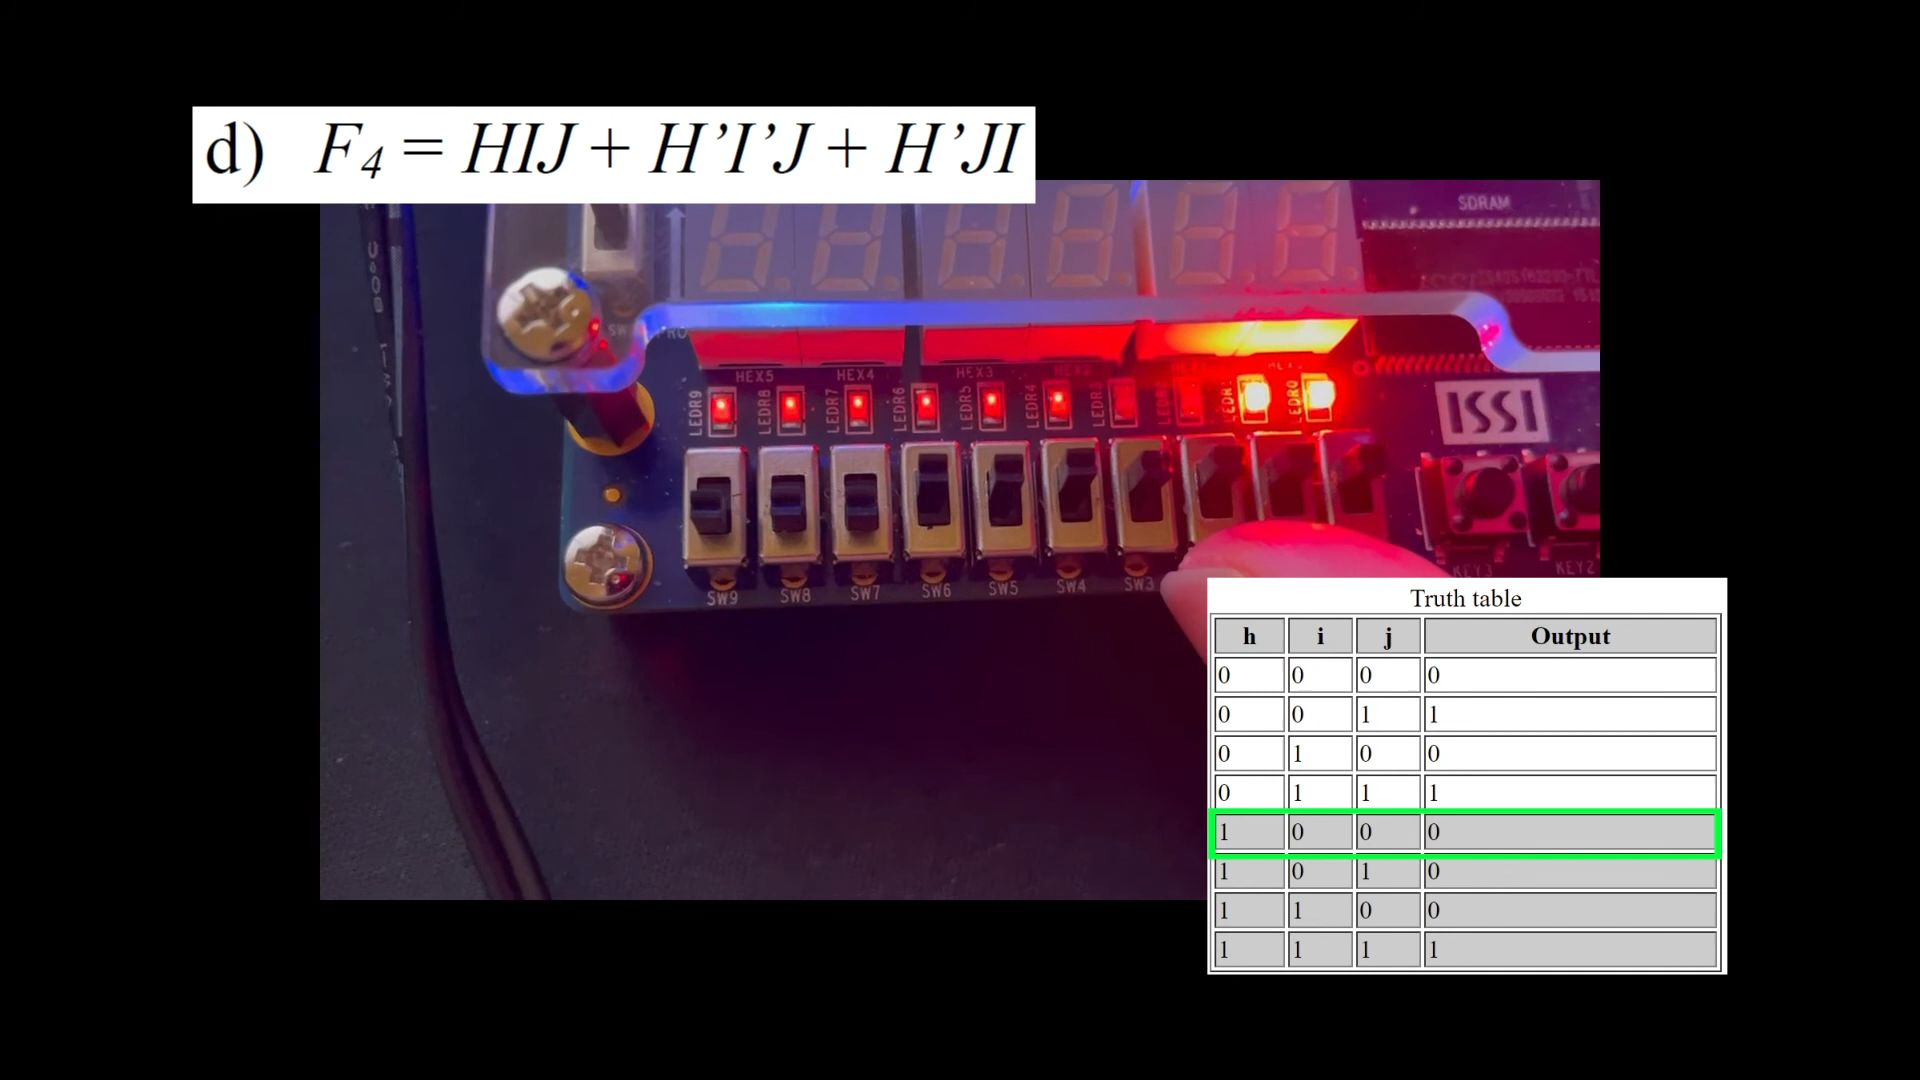 d) F4 = HIJ + H’I’J + H’JI
SDRAM
HEX5 HEX4 HEX3 HEX2
LEDR9 LEDR8 LEDR7 LEDR6 LEDR5 LEDR4 LEDR3 LEDR0
ISSI
SW9 SW8 SW7 SW6 SW5 SW4 SW3
KEY3 KEY2
Truth table
h i j Output
0 0 0 0
0 0 1 1
0 1 0 0
0 1 1 1
1 0 0 0
1 0 1 0
1 1 0 0
1 1 1 1